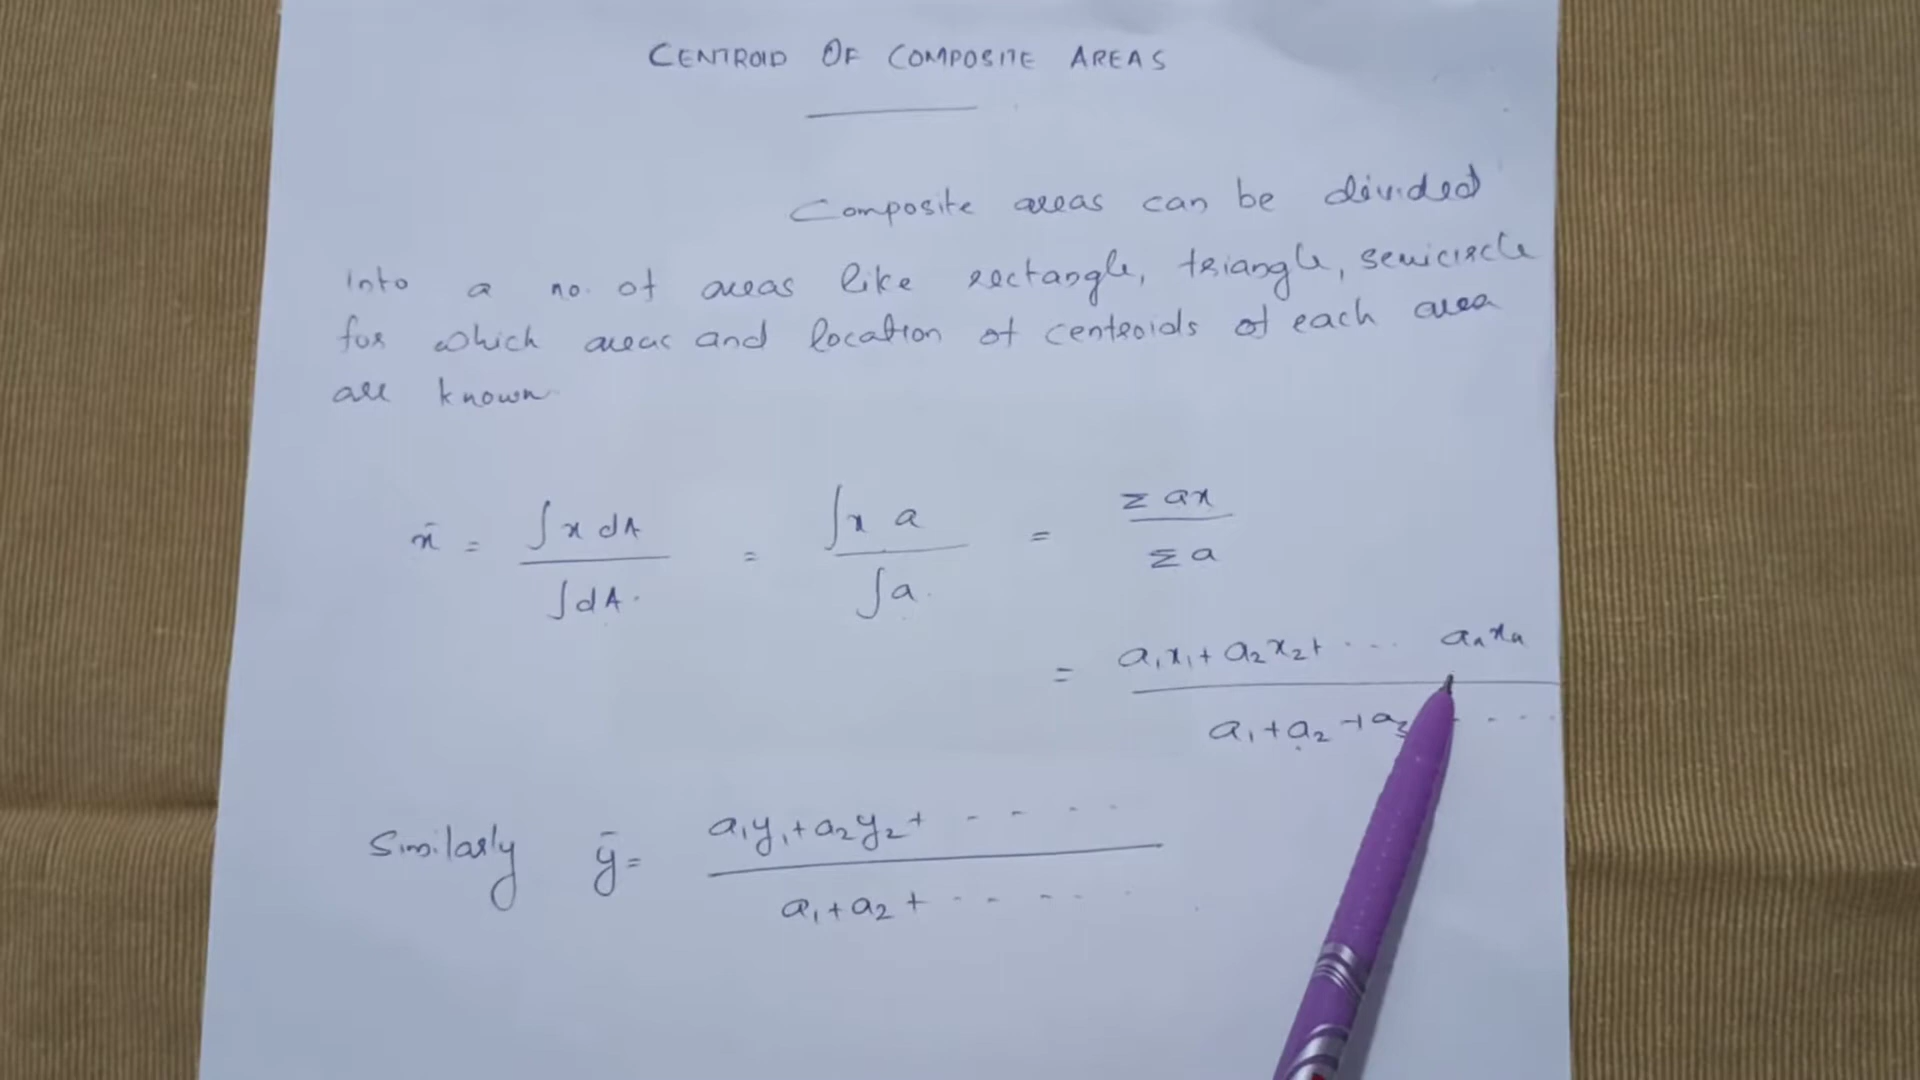 CENTROID OF COMPOSITE AREAS
Composite areas can be divided
into a no. of areas like rectangle, triangle, semicircle
for which areas and location of centroids of each area
are known.
x̄ = ∫x dA / ∫dA. = ∫x a / ∫a. = Σ ax / Σ a
= a₁x₁ + a₂x₂ + ... aₙxₙ / a₁ + a₂ + a₃ ....
Similarly ȳ = a₁y₁ + a₂y₂ + - - - - / a₁ + a₂ + - - - - -